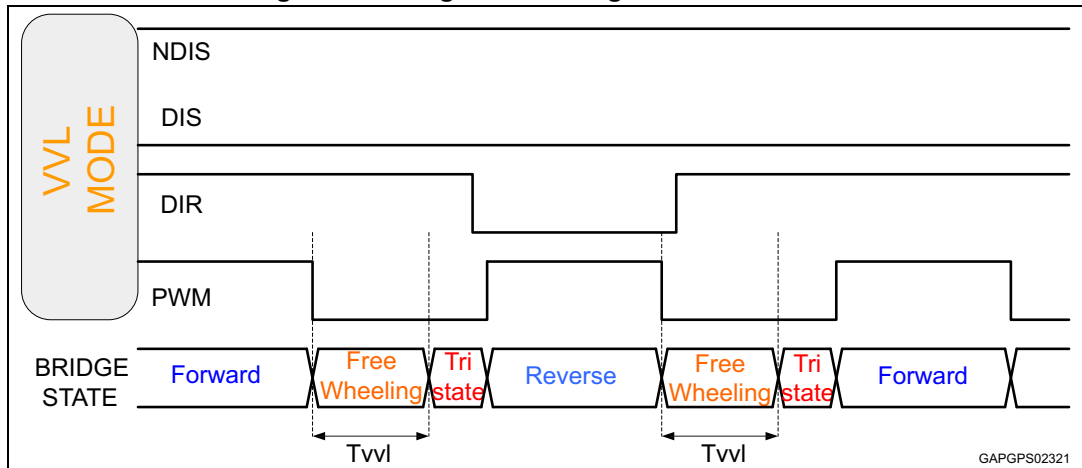 NDIS
DIS
VVL
MODE
DIR
PWM
BRIDGE
STATE
Forward
Free
Wheeling
Tri
state
Reverse
Free
Wheeling
Tri
state
Forward
Tvvl
Tvvl
GAPGPS02321